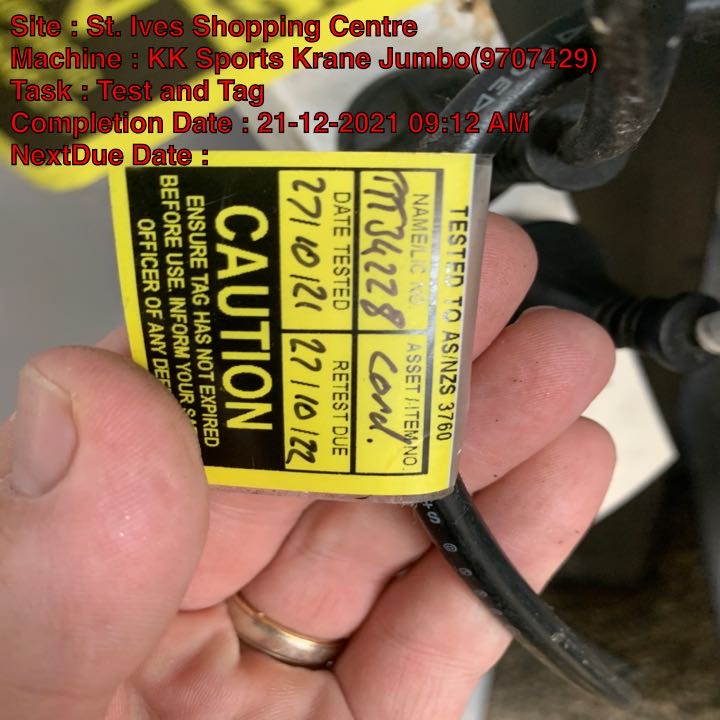 Site : St. Ives Shopping Centre
Machine : KK Sports Krane Jumbo(9707429)
Task : Test and Tag
Completion Date : 21-12-2021 09:12 AM
NextDue Date :
TESTED TO AS/NZS 3760
NAME/LIC NO. ASSET / ITEM NO.
TTT34228 Cord.
DATE TESTED RETEST DUE
27/10/21 27/10/22
CAUTION
ENSURE TAG HAS NOT EXPIRED
BEFORE USE. INFORM YOUR
OFFICER OF ANY